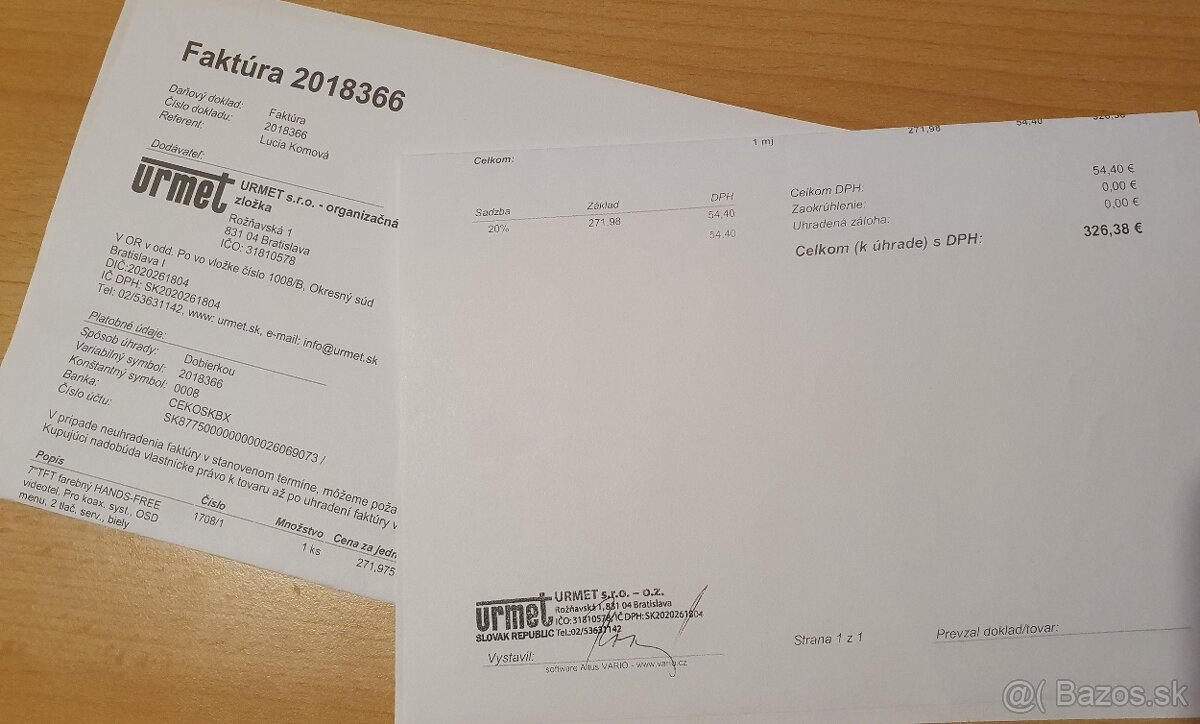 Faktúra 2018366
Daňový doklad: Faktúra
Číslo dokladu: 2018366
Referent: Lucia Komová
Dodávateľ:
urmet
URMET s.r.o. - organizačná
zložka
Rožňavská 1
831 04 Bratislava
IČO: 31810578
V OR v odd. Po vo vložke číslo 1008/B, Okresný súd
Bratislava I
DIČ:2020261804
IČ DPH: SK2020261804
Tel: 02/53631142, www: urmet.sk, e-mail: info@urmet.sk
Platobné údaje:
Spôsob úhrady: Dobierkou
Variabilný symbol: 2018366
Konštantný symbol: 0008
Banka: CEKOSKBX
Číslo účtu: SK8775000000000026069073 /
V prípade neuhradenia faktúry v stanovenom termíne, môžeme poža
Kupujúci nadobúda vlastnícke právo k tovaru až po uhradení faktúry v
Popis Číslo Množstvo Cena za jedn
7"TFT farebný HANDS-FREE 1708/1 1 ks 271,975
videotel. Pro koax. syst., OSD
menu, 2 tlač. serv., biely
Celkom: 1 mj 271,98 54,40 326,38
Sadzba Základ DPH
20% 271,98 54,40
54,40
Celkom DPH: 54,40 €
Zaokrúhlenie: 0,00 €
Uhradená záloha: 0,00 €
Celkom (k úhrade) s DPH: 326,38 €
urmet
SLOVAK REPUBLIC
URMET s.r.o. – o.z.
Rožňavská 1, 831 04 Bratislava
IČO: 31810578, IČ DPH: SK2020261804
Tel.:02/53631142
Vystavil:
software Altus VARIO - www.vario.cz
Strana 1 z 1
Prevzal doklad/tovar:
@( Bazos.sk